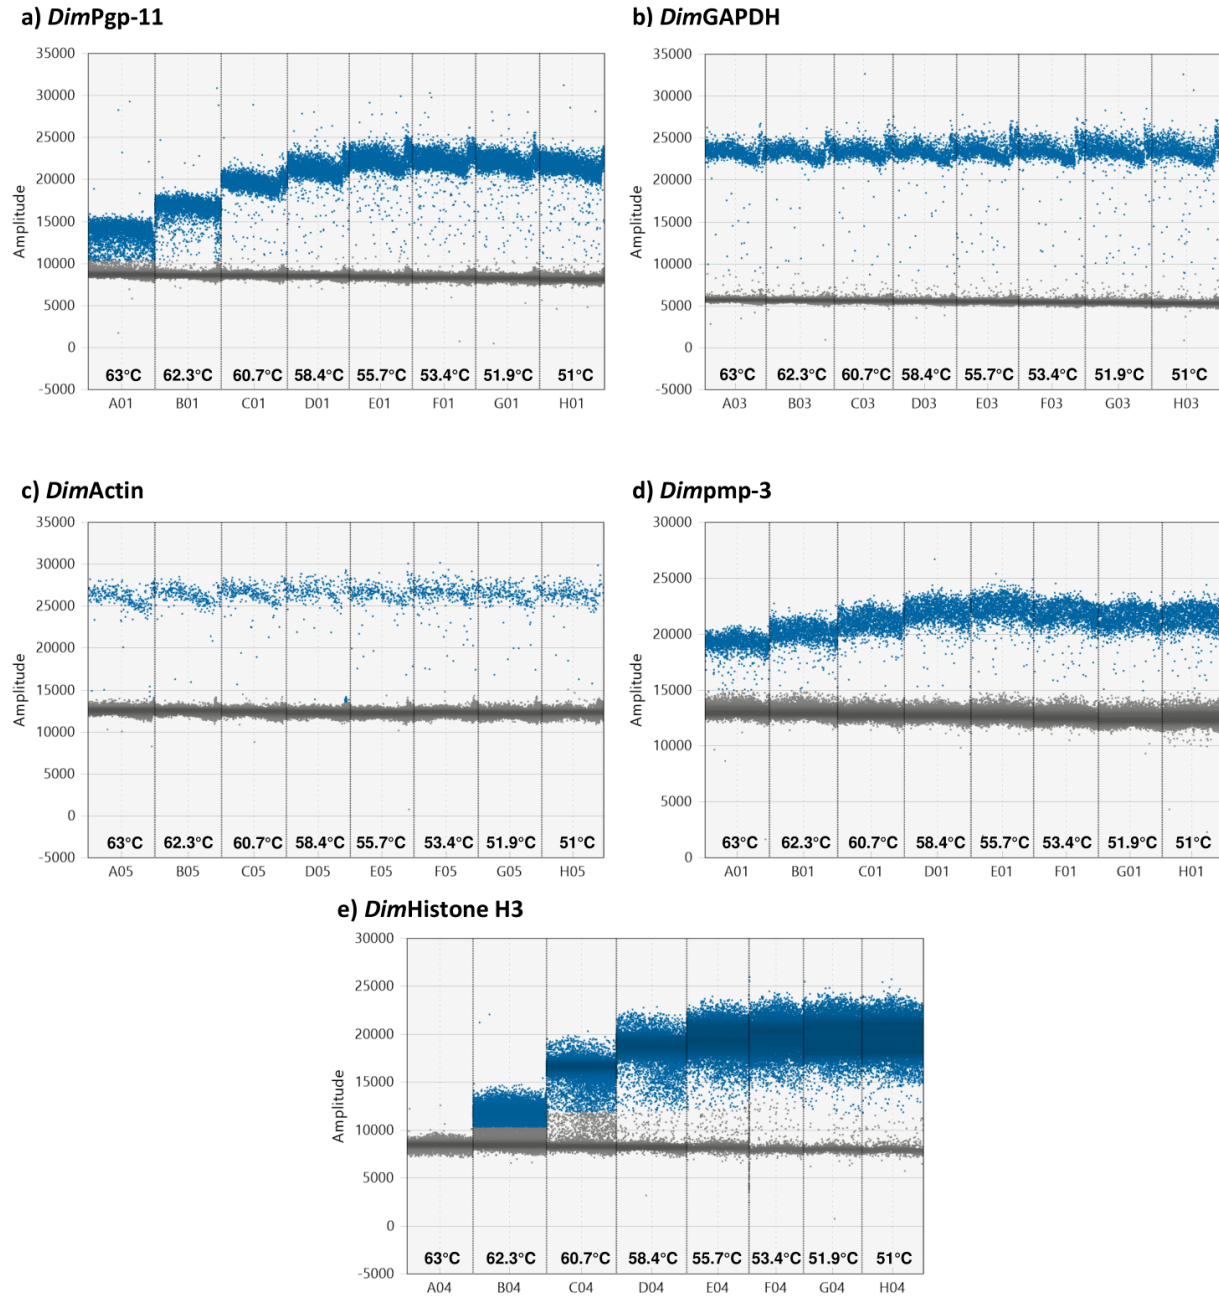 a) DimPgp-11
35000
30000
25000
20000
15000
10000
5000
0
-5000
Amplitude
63°C 62.3°C 60.7°C 58.4°C 55.7°C 53.4°C 51.9°C 51°C
A01 B01 C01 D01 E01 F01 G01 H01
b) DimGAPDH
35000
30000
25000
20000
15000
10000
5000
0
-5000
Amplitude
63°C 62.3°C 60.7°C 58.4°C 55.7°C 53.4°C 51.9°C 51°C
A03 B03 C03 D03 E03 F03 G03 H03
c) DimActin
35000
30000
25000
20000
15000
10000
5000
0
-5000
Amplitude
63°C 62.3°C 60.7°C 58.4°C 55.7°C 53.4°C 51.9°C 51°C
A05 B05 C05 D05 E05 F05 G05 H05
d) Dimpmp-3
30000
25000
20000
15000
10000
5000
0
Amplitude
63°C 62.3°C 60.7°C 58.4°C 55.7°C 53.4°C 51.9°C 51°C
A01 B01 C01 D01 E01 F01 G01 H01
e) DimHistone H3
30000
25000
20000
15000
10000
5000
0
-5000
Amplitude
63°C 62.3°C 60.7°C 58.4°C 55.7°C 53.4°C 51.9°C 51°C
A04 B04 C04 D04 E04 F04 G04 H04